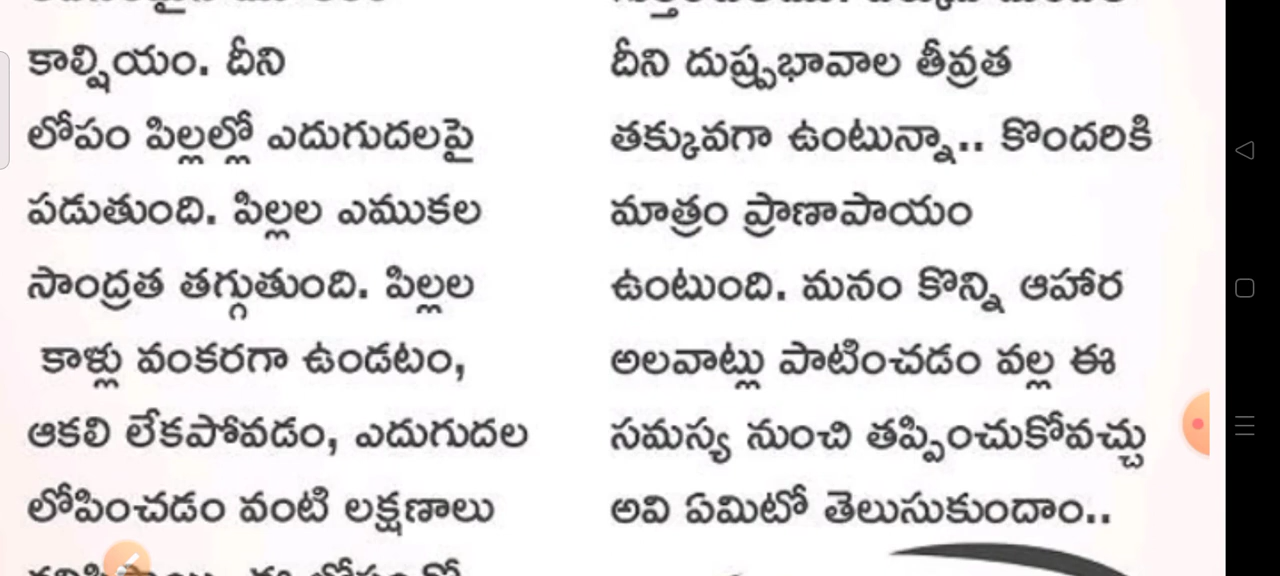 కాల్షియం. దీని
లోపం పిల్లల్లో ఎదుగుదలపై
పడుతుంది. పిల్లల ఎముకల
సాంద్రత తగ్గుతుంది. పిల్లల
కాళ్లు వంకరగా ఉండటం,
ఆకలి లేకపోవడం, ఎదుగుదల
లోపించడం వంటి లక్షణాలు
దీని దుష్ప్రభావాల తీవ్రత
తక్కువగా ఉంటున్నా.. కొందరికి
మాత్రం ప్రాణాపాయం
ఉంటుంది. మనం కొన్ని ఆహార
అలవాట్లు పాటించడం వల్ల ఈ
సమస్య నుంచి తప్పించుకోవచ్చు
అవి ఏమిటో తెలుసుకుందాం..